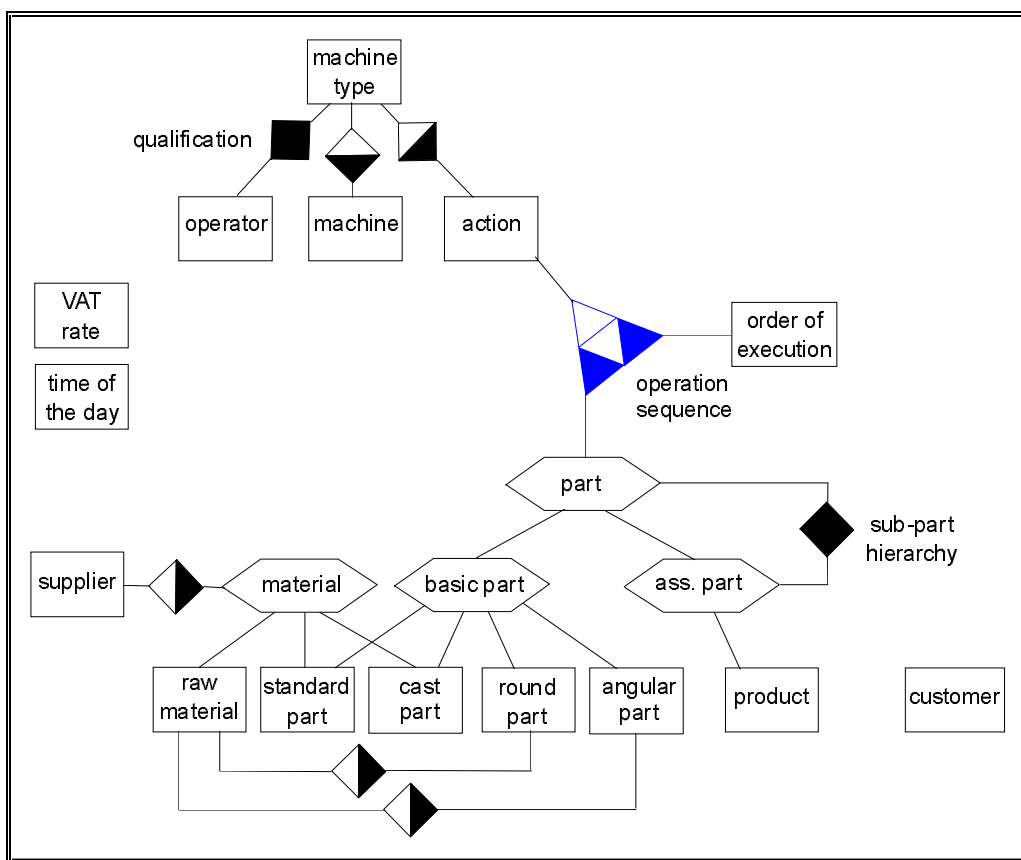 machine
type
qualification
operator
machine
action
VAT
rate
order of
execution
time of
the day
operation
sequence
part
sub-part
hierarchy
supplier
material
basic part
ass. part
raw
material
standard
part
cast
part
round
part
angular
part
product
customer